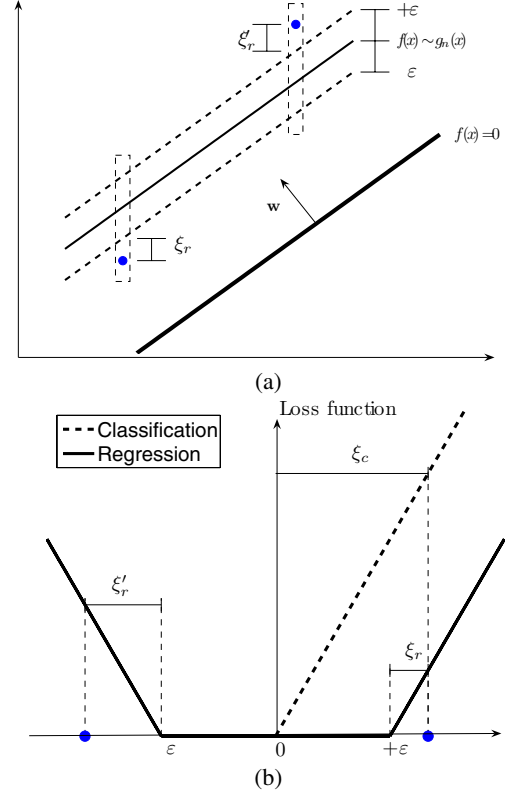 +ε
ξ′r
f(x)∼gn(x)
ε
f(x)=0
w
ξr
(a)
Loss function
Classification
Regression
ξc
ξ′r
ξr
ε
0
+ε
(b)